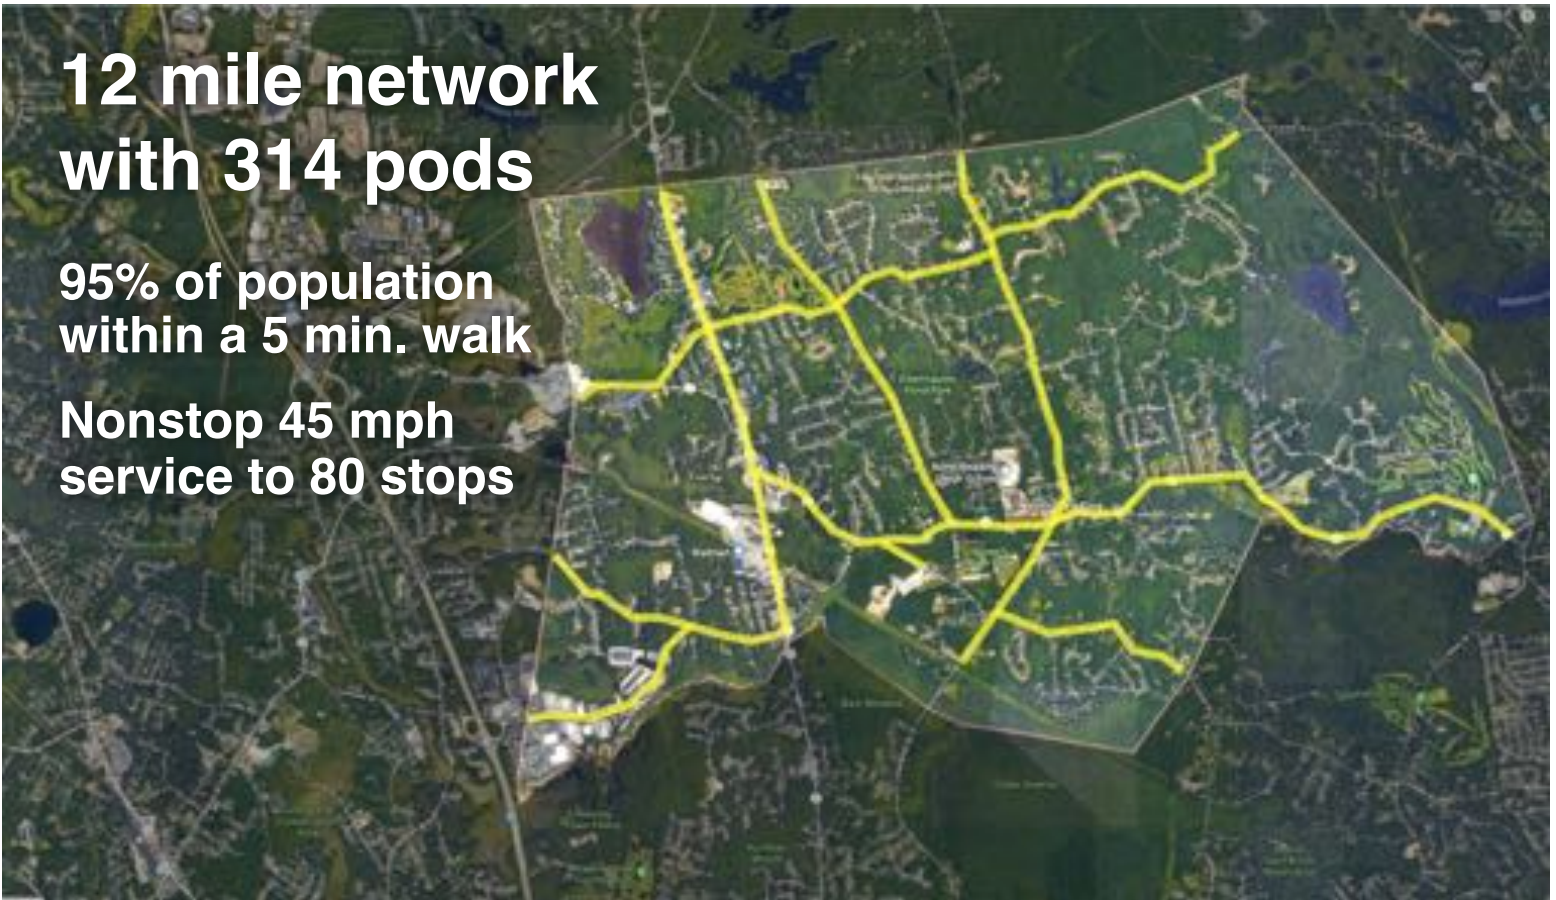 12 mile network
with 314 pods
95% of population
within a 5 min. walk
Nonstop 45 mph
service to 80 stops